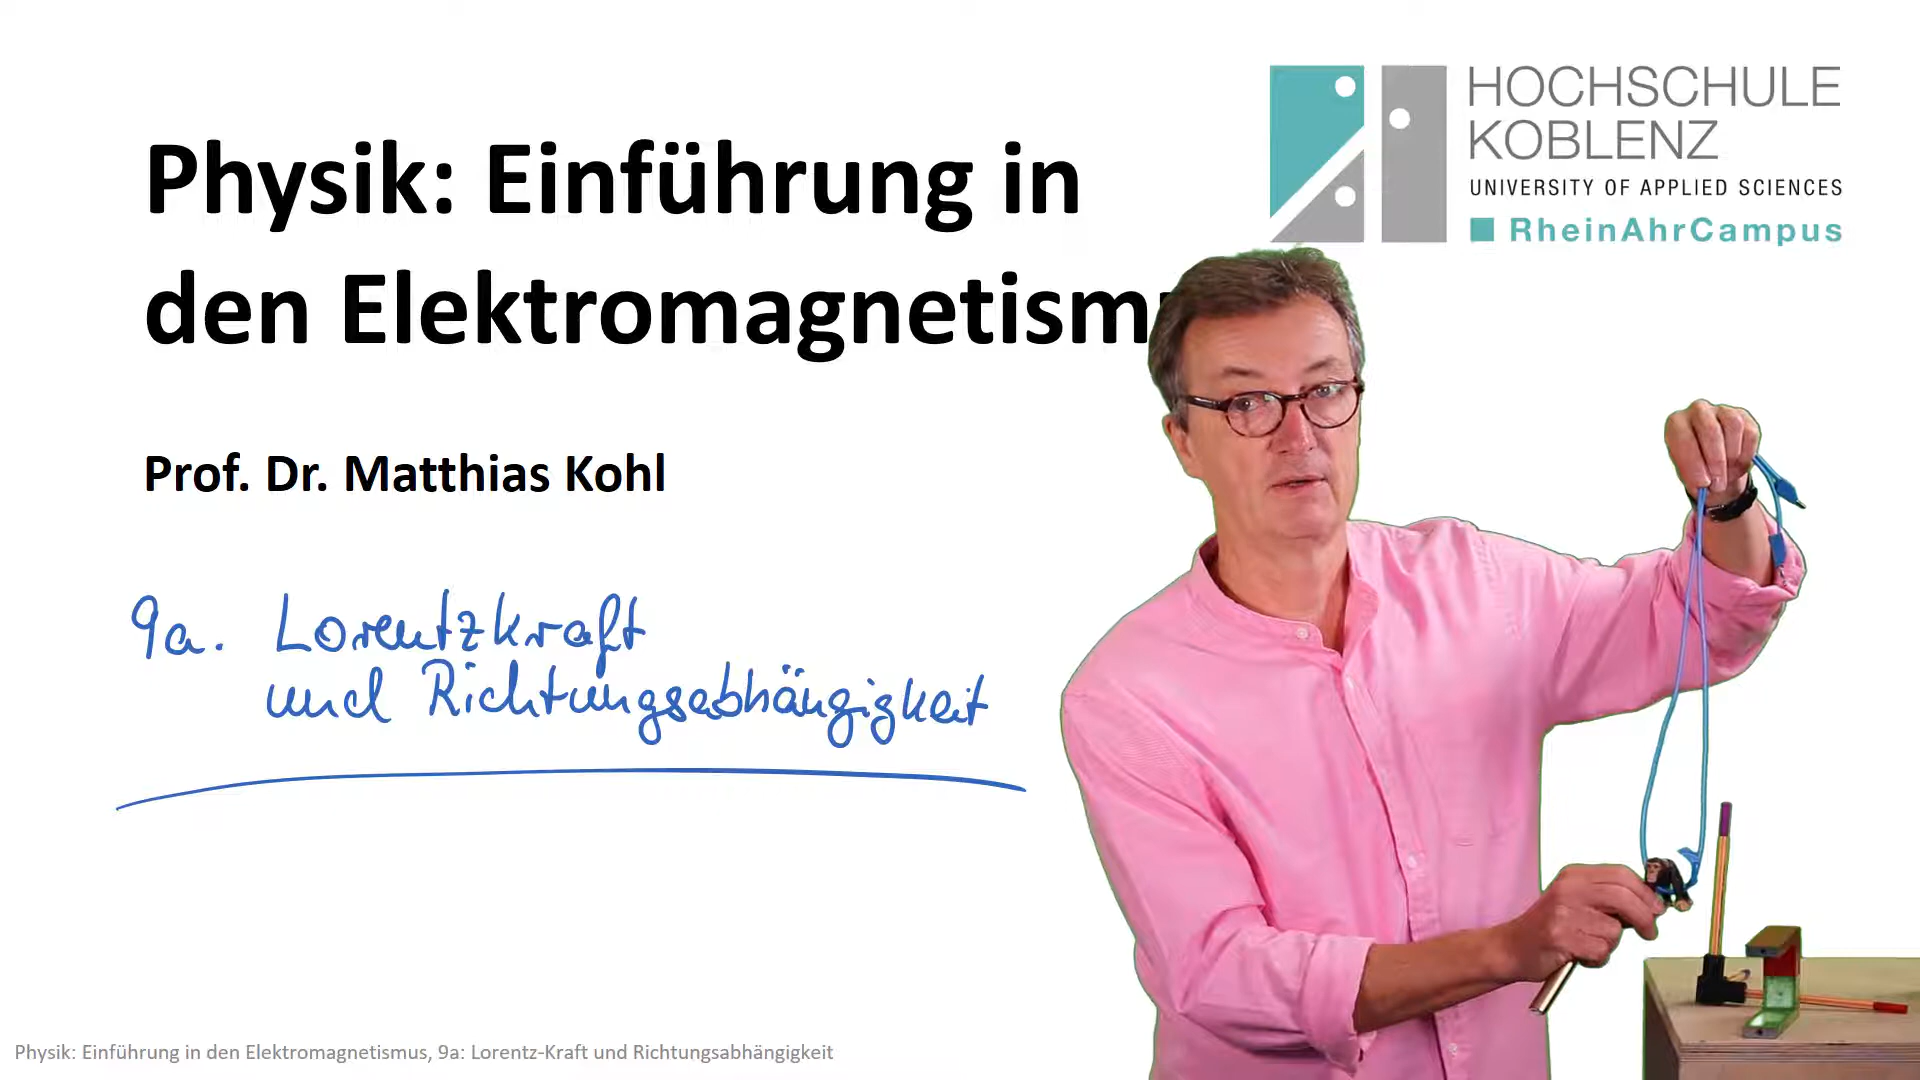 HOCHSCHULE
KOBLENZ
UNIVERSITY OF APPLIED SCIENCES
RheinAhrCampus
Physik: Einführung in
den Elektromagnetism
Prof. Dr. Matthias Kohl
9a. Lorentzkraft
und Richtungsabhängigkeit
Physik: Einführung in den Elektromagnetismus, 9a: Lorentz-Kraft und Richtungsabhängigkeit